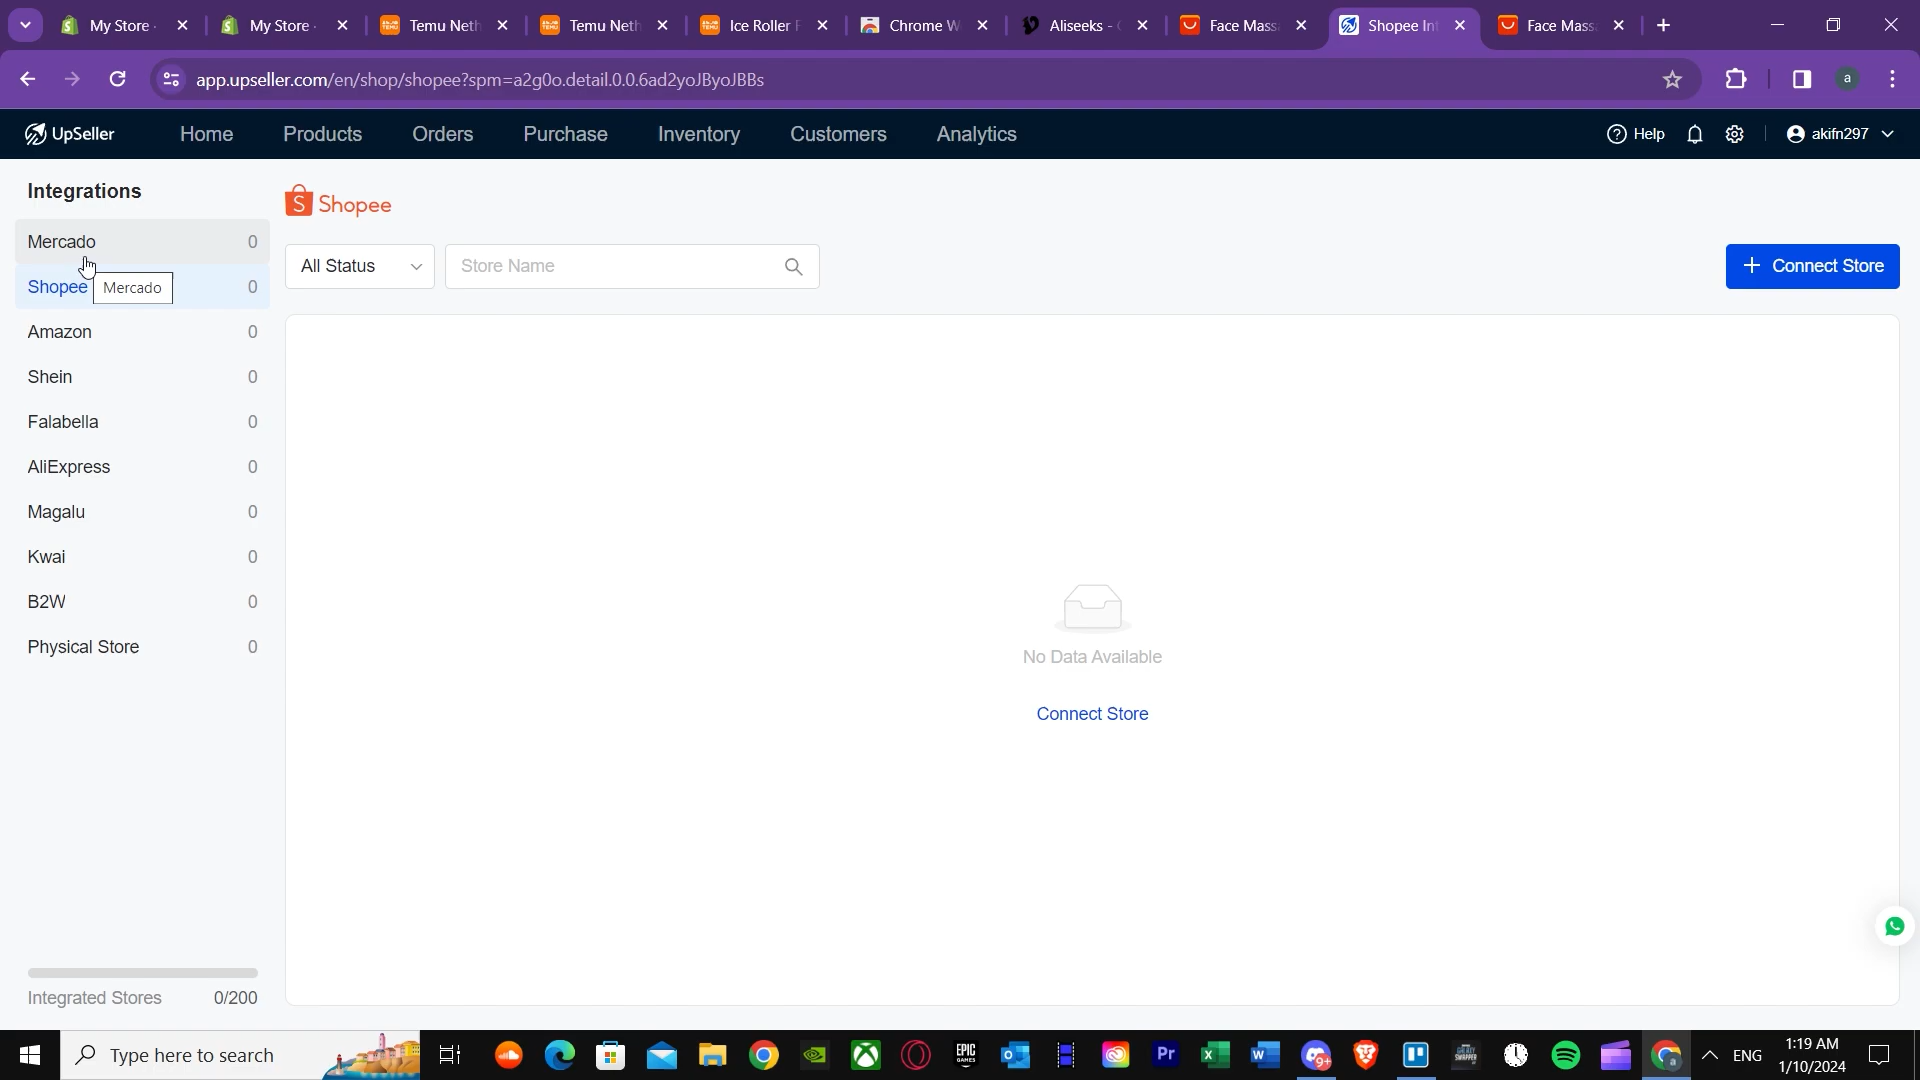 My Store ·
My Store ·
Temu Neth
Temu Neth
Ice Roller F
Chrome W
Aliseeks -
Face Mass
Shopee Int
Face Mass
app.upseller.com/en/shop/shopee?spm=a2g0o.detail.0.0.6ad2yoJByoJBBs
a
UpSeller
Home
Products
Orders
Purchase
Inventory
Customers
Analytics
Help
akifn297
Integrations
Shopee
Mercado 0
Shopee 0
Mercado
Amazon 0
Shein 0
Falabella 0
AliExpress 0
Magalu 0
Kwai 0
B2W 0
Physical Store 0
All Status
Store Name
+ Connect Store
No Data Available
Connect Store
Integrated Stores 0/200
Type here to search
ENG
1:19 AM
1/10/2024